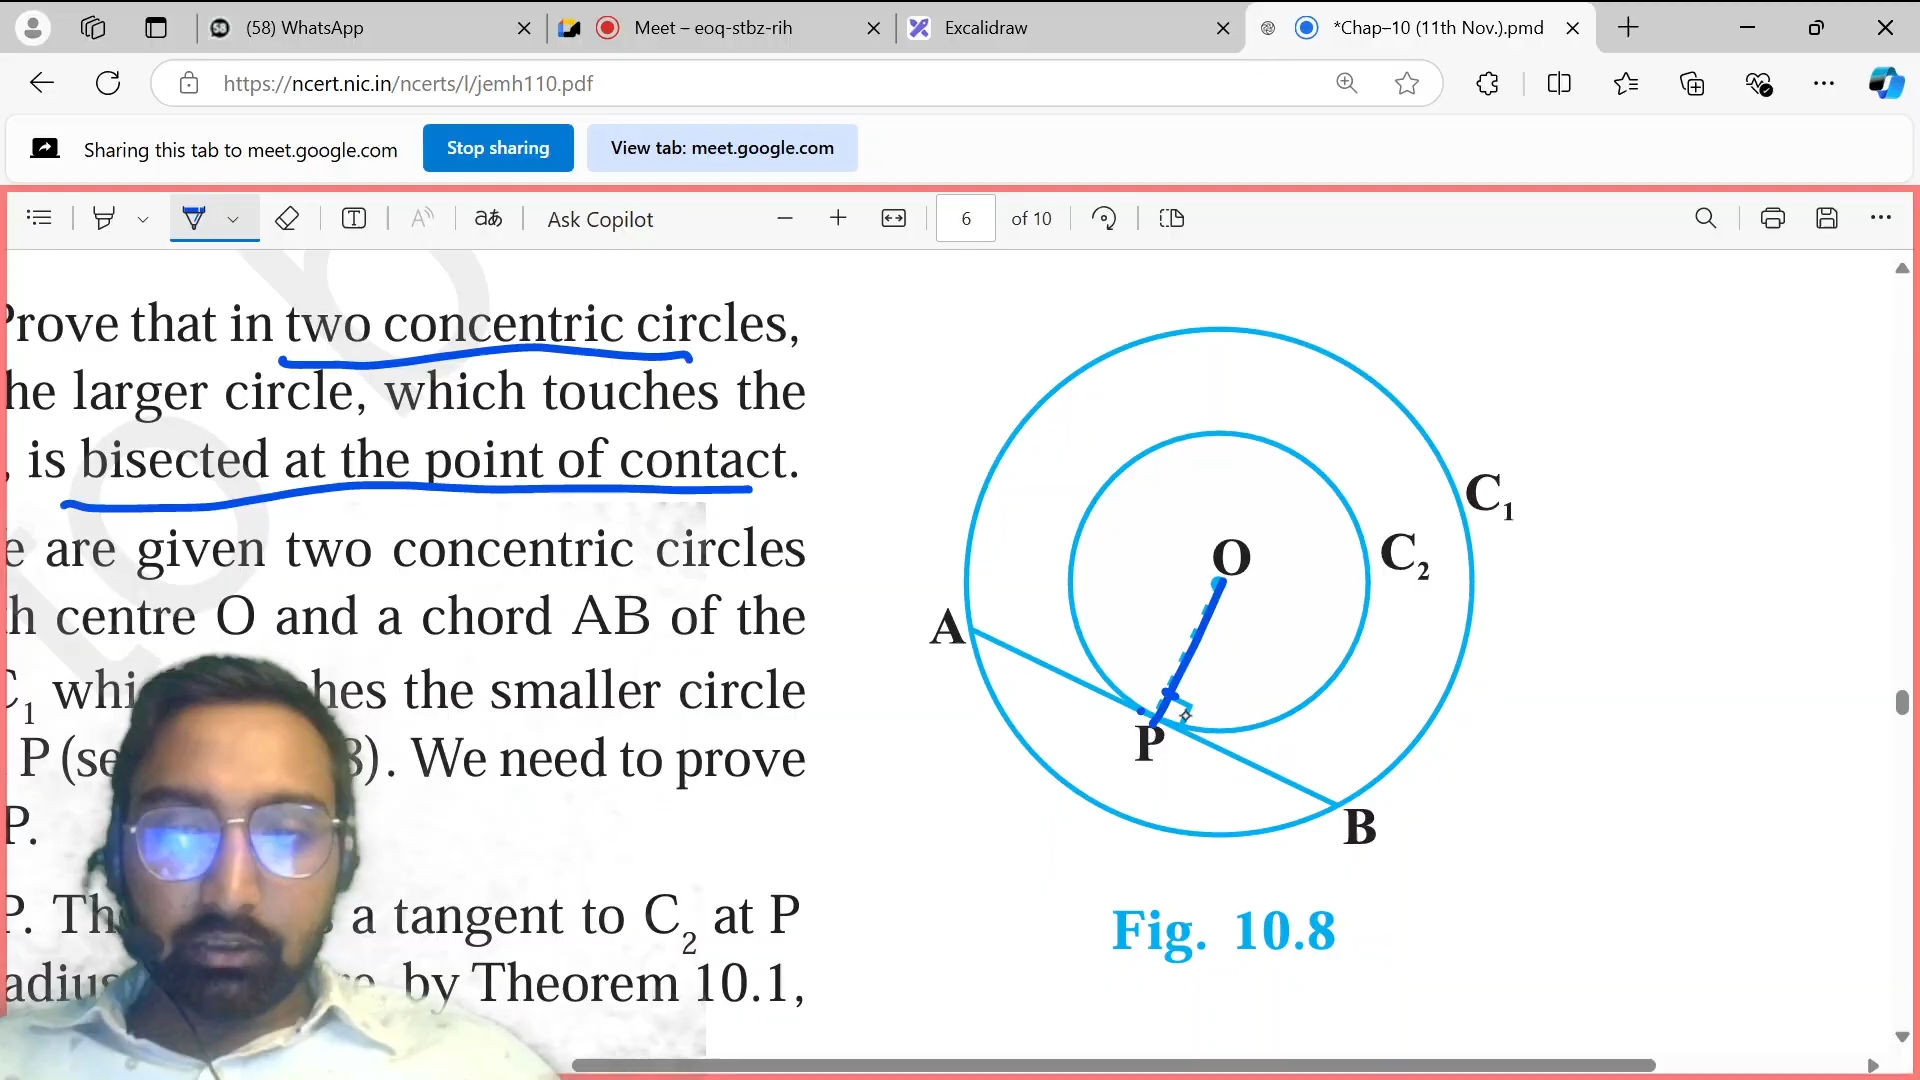 (58) WhatsApp
Meet – eoq-stbz-rih
Excalidraw
*Chap–10 (11th Nov.).pmd
https://ncert.nic.in/ncerts/l/jemh110.pdf
Sharing this tab to meet.google.com
Stop sharing
View tab: meet.google.com
Ask Copilot
6 of 10
Prove that in two concentric circles,
he larger circle, which touches the
, is bisected at the point of contact.
e are given two concentric circles
h centre O and a chord AB of the
C1 whi hes the smaller circle
P (se 8). We need to prove
P.
P. Th a tangent to C2 at P
adius e, by Theorem 10.1,
O
C1
C2
A
P
B
Fig. 10.8